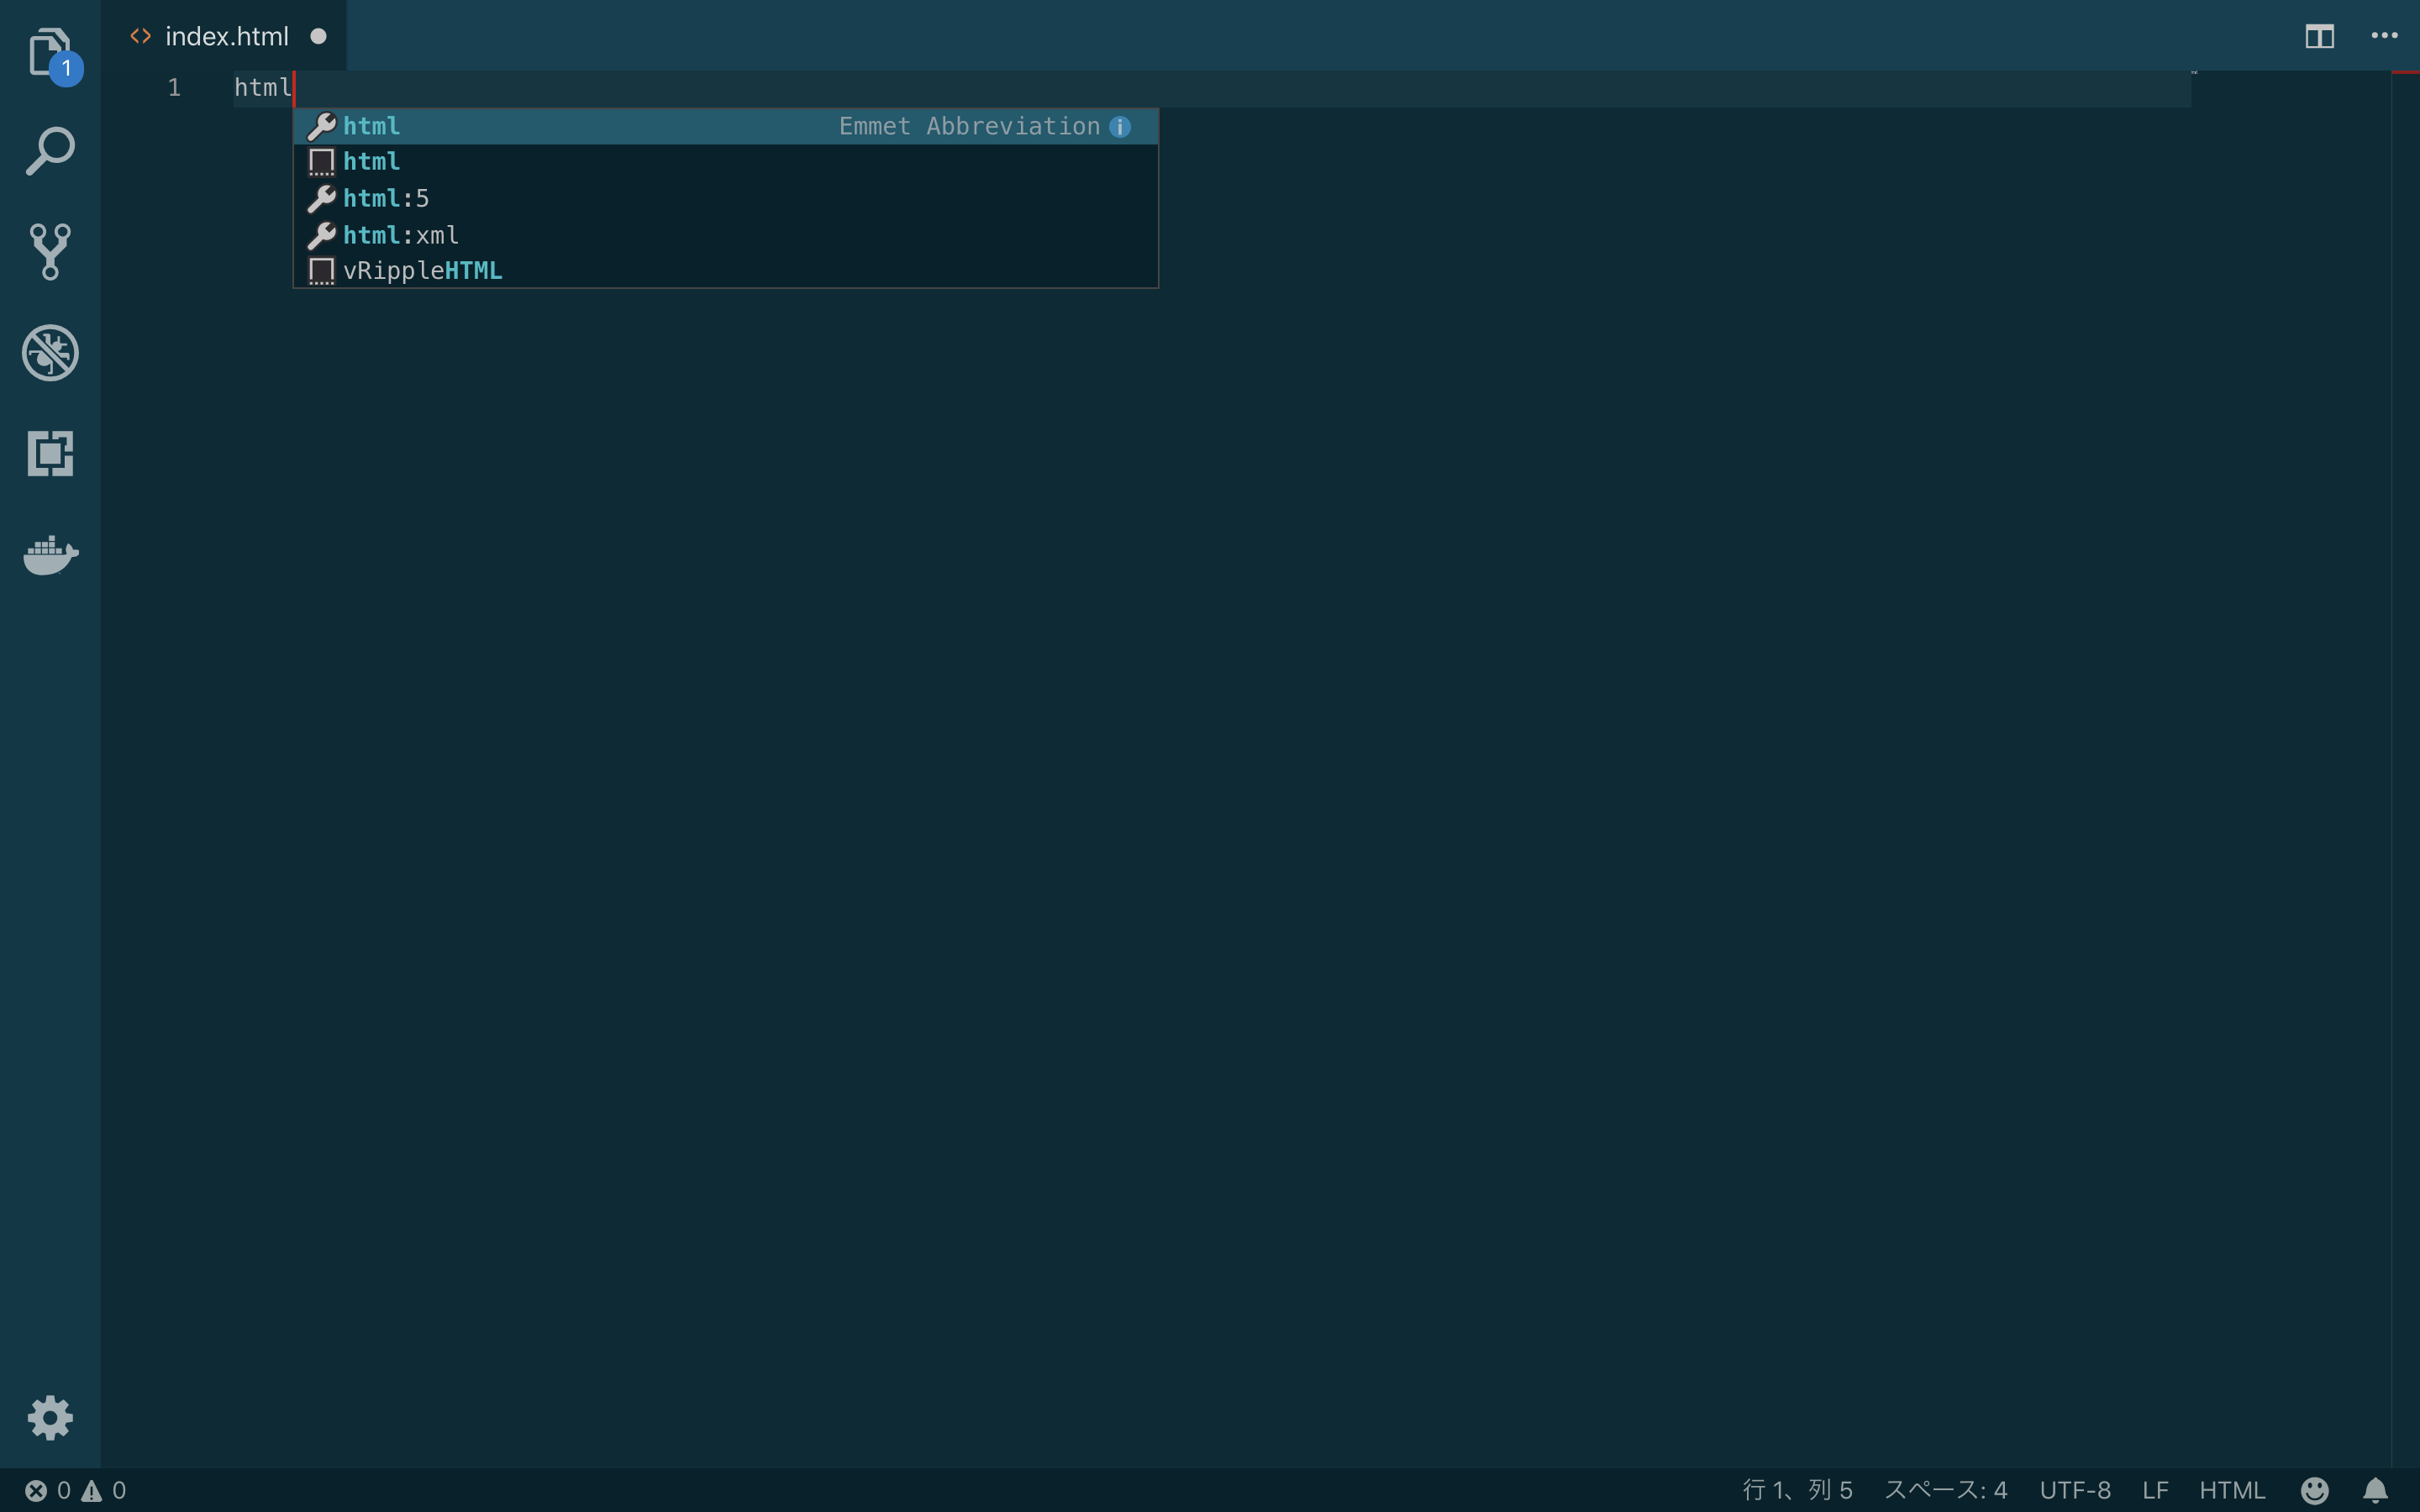 index.html
1
1 html
html Emmet Abbreviation
html
html:5
html:xml
vRippleHTML
0 0 行 1、列 5 スペース: 4 UTF-8 LF HTML